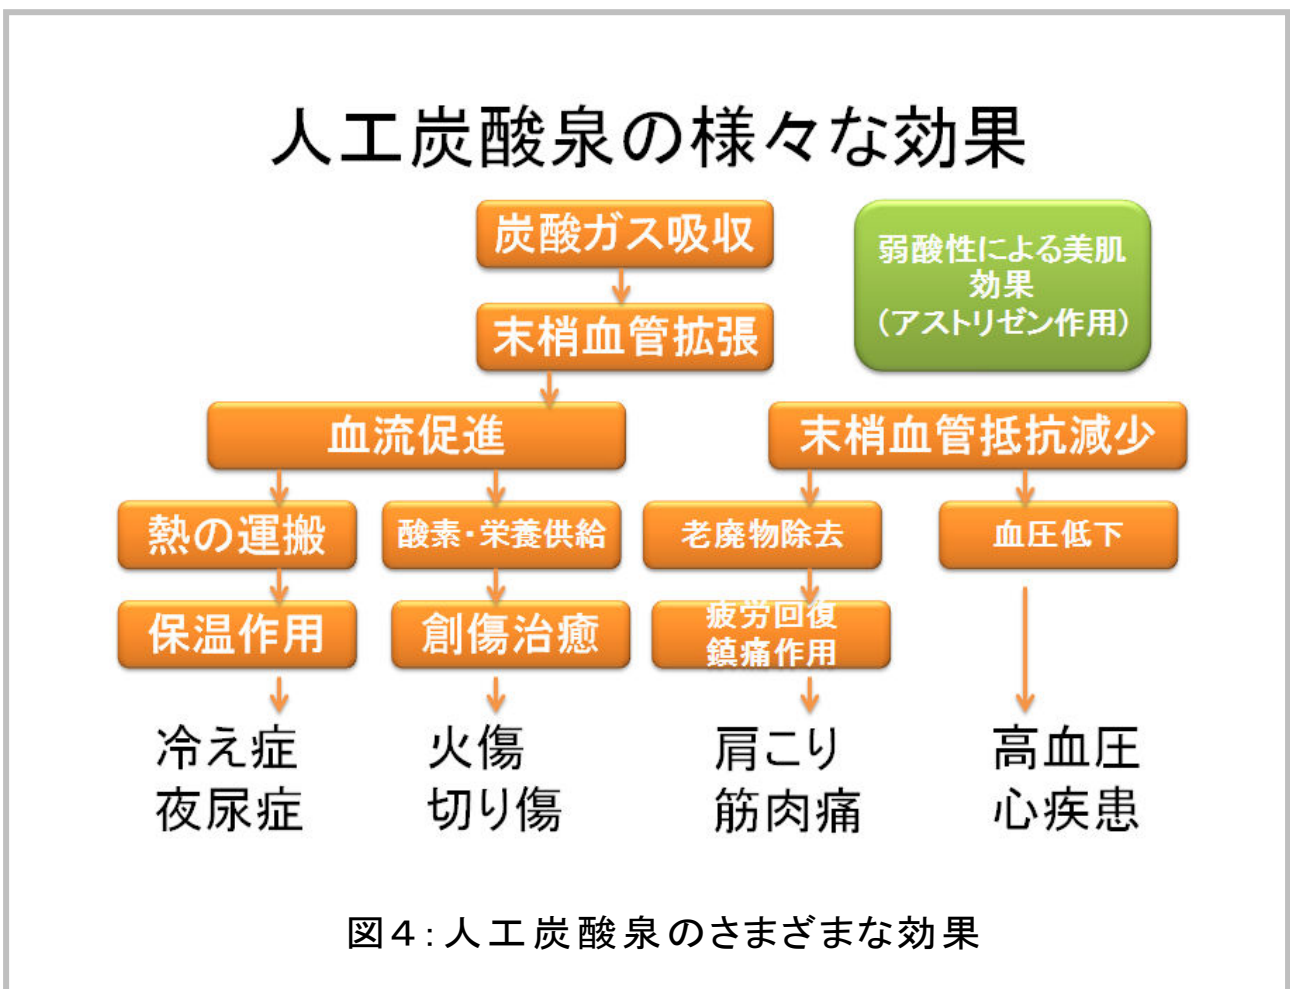 人工炭酸泉の様々な効果
炭酸ガス吸収
弱酸性による美肌
効果
（アストリゼン作用）
末梢血管拡張
血流促進
末梢血管抵抗減少
熱の運搬
酸素・栄養供給
老廃物除去
血圧低下
保温作用
創傷治癒
疲労回復
鎮痛作用
冷え症
夜尿症
火傷
切り傷
肩こり
筋肉痛
高血圧
心疾患
図４：人工炭酸泉のさまざまな効果